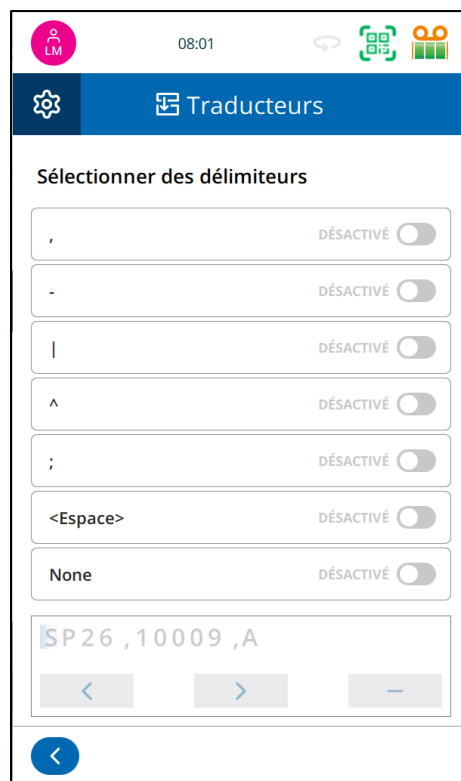 LM
08:01
Traducteurs
Sélectionner des délimiteurs
, DÉSACTIVÉ
- DÉSACTIVÉ
| DÉSACTIVÉ
^ DÉSACTIVÉ
; DÉSACTIVÉ
<Espace> DÉSACTIVÉ
None DÉSACTIVÉ
SP26 ,10009 ,A